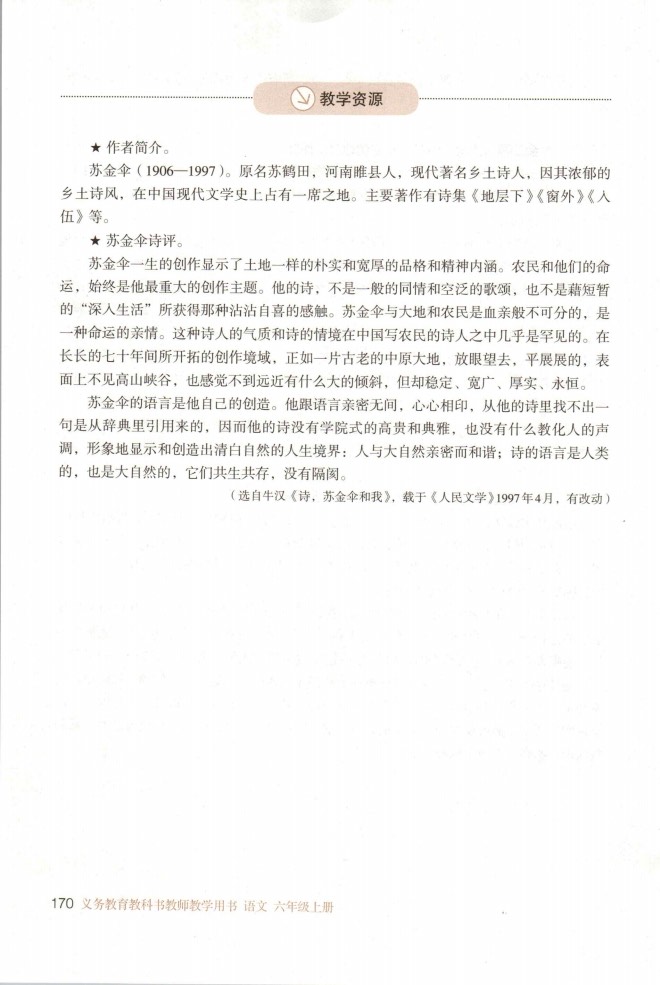 教学资源
★ 作者简介。
苏金伞（1906—1997）。原名苏鹤田，河南睢县人，现代著名乡土诗人，因其浓郁的
乡土诗风，在中国现代文学史上占有一席之地。主要著作有诗集《地层下》《窗外》《入
伍》等。
★ 苏金伞诗评。
苏金伞一生的创作显示了土地一样的朴实和宽厚的品格和精神内涵。农民和他们的命
运，始终是他最重大的创作主题。他的诗，不是一般的同情和空泛的歌颂，也不是藉短暂
的“深入生活”所获得那种沾沾自喜的感触。苏金伞与大地和农民是血亲般不可分的，是
一种命运的亲情。这种诗人的气质和诗的情境在中国写农民的诗人之中几乎是罕见的。在
长长的七十年间所开拓的创作境域，正如一片古老的中原大地，放眼望去，平展展的，表
面上不见高山峡谷，也感觉不到远近有什么大的倾斜，但却稳定、宽广、厚实、永恒。
苏金伞的语言是他自己的创造。他跟语言亲密无间，心心相印，从他的诗里找不出一
句是从辞典里引用来的，因而他的诗没有学院式的高贵和典雅，也没有什么教化人的声
调，形象地显示和创造出清白自然的人生境界：人与大自然亲密而和谐；诗的语言是人类
的，也是大自然的，它们共生共存，没有隔阂。
（选自牛汉《诗，苏金伞和我》，载于《人民文学》1997年4月，有改动）
170 义务教育教科书教师教学用书 语文 六年级上册